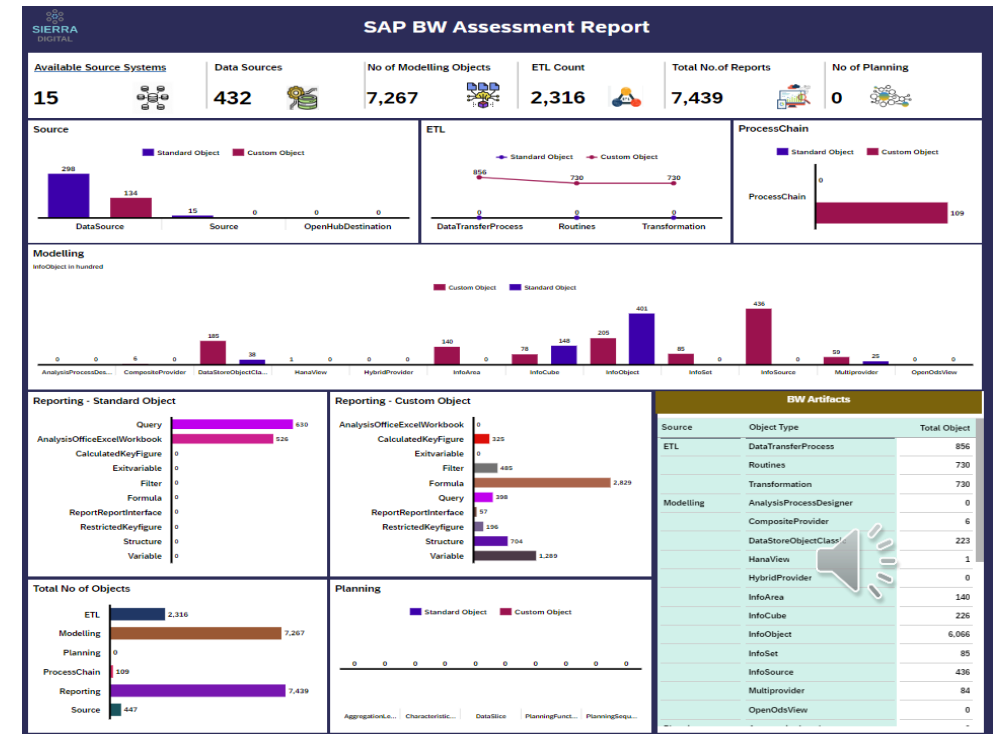 SIERRA
DIGITAL
SAP BW Assessment Report
Available Source Systems
15
Data Sources
432
No of Modelling Objects
7,267
ETL Count
2,316
Total No.of Reports
7,439
No of Planning
0
Source
Standard Object Custom Object
298 134 15 0 0 0
DataSource Source OpenHubDestination
ETL
Standard Object Custom Object
856 730 730
0 0 0
DataTransferProcess Routines Transformation
ProcessChain
Standard Object Custom Object
ProcessChain
0
109
Modelling
InfoObject in hundred
Custom Object Standard Object
0 0 6 0 185 38 1 0 0 0 140 0 78 148 205 401 85 0 436 0 59 25 0 0
AnalysisProcessDes... CompositeProvider DataStoreObjectCla... HanaView HybridProvider InfoArea InfoCube InfoObject InfoSet InfoSource Multiprovider OpenOdsView
Reporting - Standard Object
Query 630
AnalysisOfficeExcelWorkbook 526
CalculatedKeyFigure 0
Exitvariable 0
Filter 0
Formula 0
ReportReportInterface 0
RestrictedKeyfigure 0
Structure 0
Variable 0
Reporting - Custom Object
AnalysisOfficeExcelWorkbook 0
CalculatedKeyFigure 325
Exitvariable 0
Filter 485
Formula 2,829
Query 398
ReportReportInterface 57
RestrictedKeyfigure 196
Structure 704
Variable 1,289
BW Artifacts
Source Object Type Total Object
ETL DataTransferProcess 856
Routines 730
Transformation 730
Modelling AnalysisProcessDesigner 0
CompositeProvider 6
DataStoreObjectClassic 223
HanaView 1
HybridProvider 0
InfoArea 140
InfoCube 226
InfoObject 6,066
InfoSet 85
InfoSource 436
Multiprovider 84
OpenOdsView 0
Total No of Objects
ETL 2,316
Modelling 7,267
Planning 0
ProcessChain 109
Reporting 7,439
Source 447
Planning
Standard Object Custom Object
0 0 0 0 0 0 0 0 0 0
AggregationLe... Characteristic... DataSlice PlanningFunct... PlanningSequ...